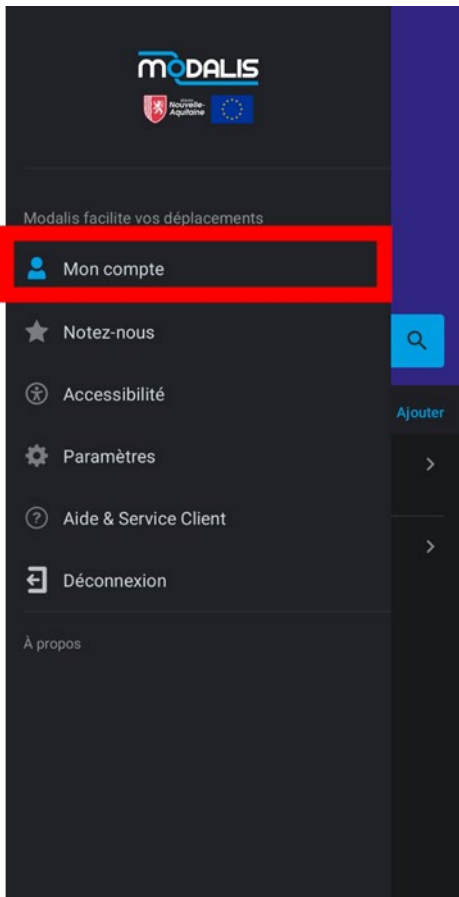 MODALIS
RÉGION
Nouvelle-
Aquitaine
Modalis facilite vos déplacements
Mon compte
Notez-nous
Accessibilité
Ajouter
Paramètres
Aide & Service Client
Déconnexion
À propos